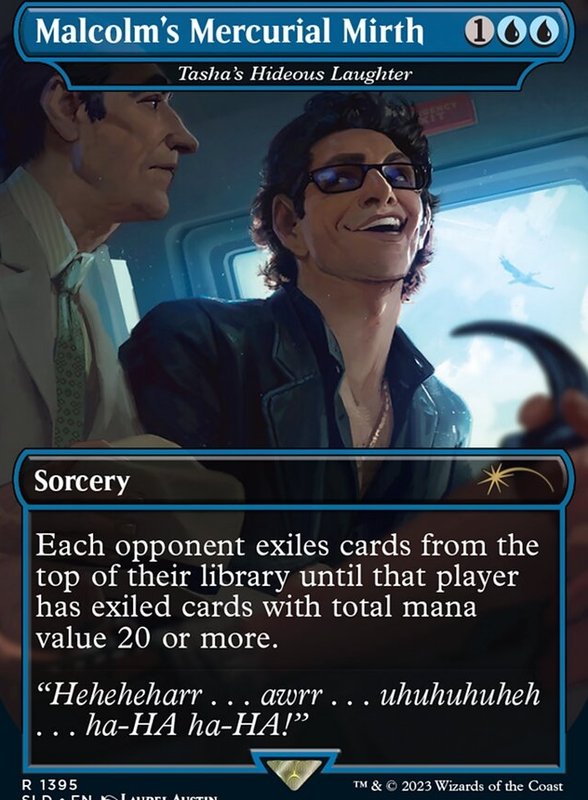 Malcolm's Mercurial Mirth 1
Tasha's Hideous Laughter
EMERGENCY
EXIT
Sorcery
Each opponent exiles cards from the
top of their library until that player
has exiled cards with total mana
value 20 or more.
“Heheheharr . . . awrr . . . uhuhuhuheh
. . . ha-HA ha-HA!”
R 1395
™ & © 2023 Wizards of the Coast
SLD • EN Laurel Austin